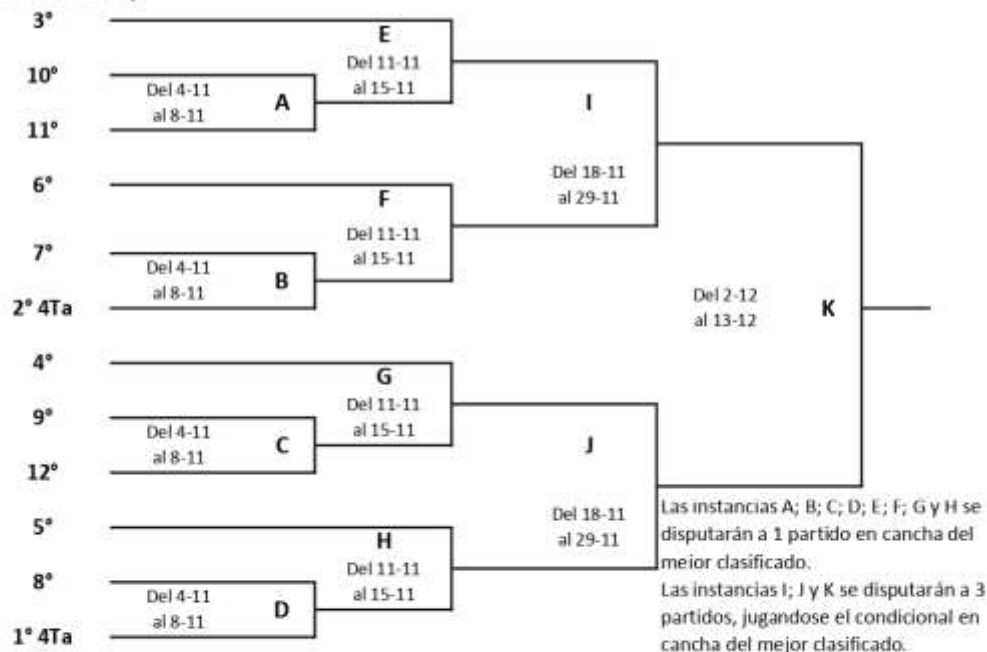 3°
E
Del 11-11
al 15-11
10°
Del 4-11
al 8-11
A
I
11°
6°
F
Del 18-11
al 29-11
Del 11-11
al 15-11
7°
Del 4-11
al 8-11
B
2° 4Ta
Del 2-12
al 13-12
K
4°
G
Del 11-11
al 15-11
9°
Del 4-11
al 8-11
C
J
12°
5°
H
Del 18-11
al 29-11
Del 11-11
al 15-11
8°
Del 4-11
al 8-11
D
1° 4Ta
Las instancias A; B; C; D; E; F; G y H se
disputarán a 1 partido en cancha del
mejor clasificado.
Las instancias I; J y K se disputarán a 3
partidos, jugandose el condicional en
cancha del mejor clasificado.